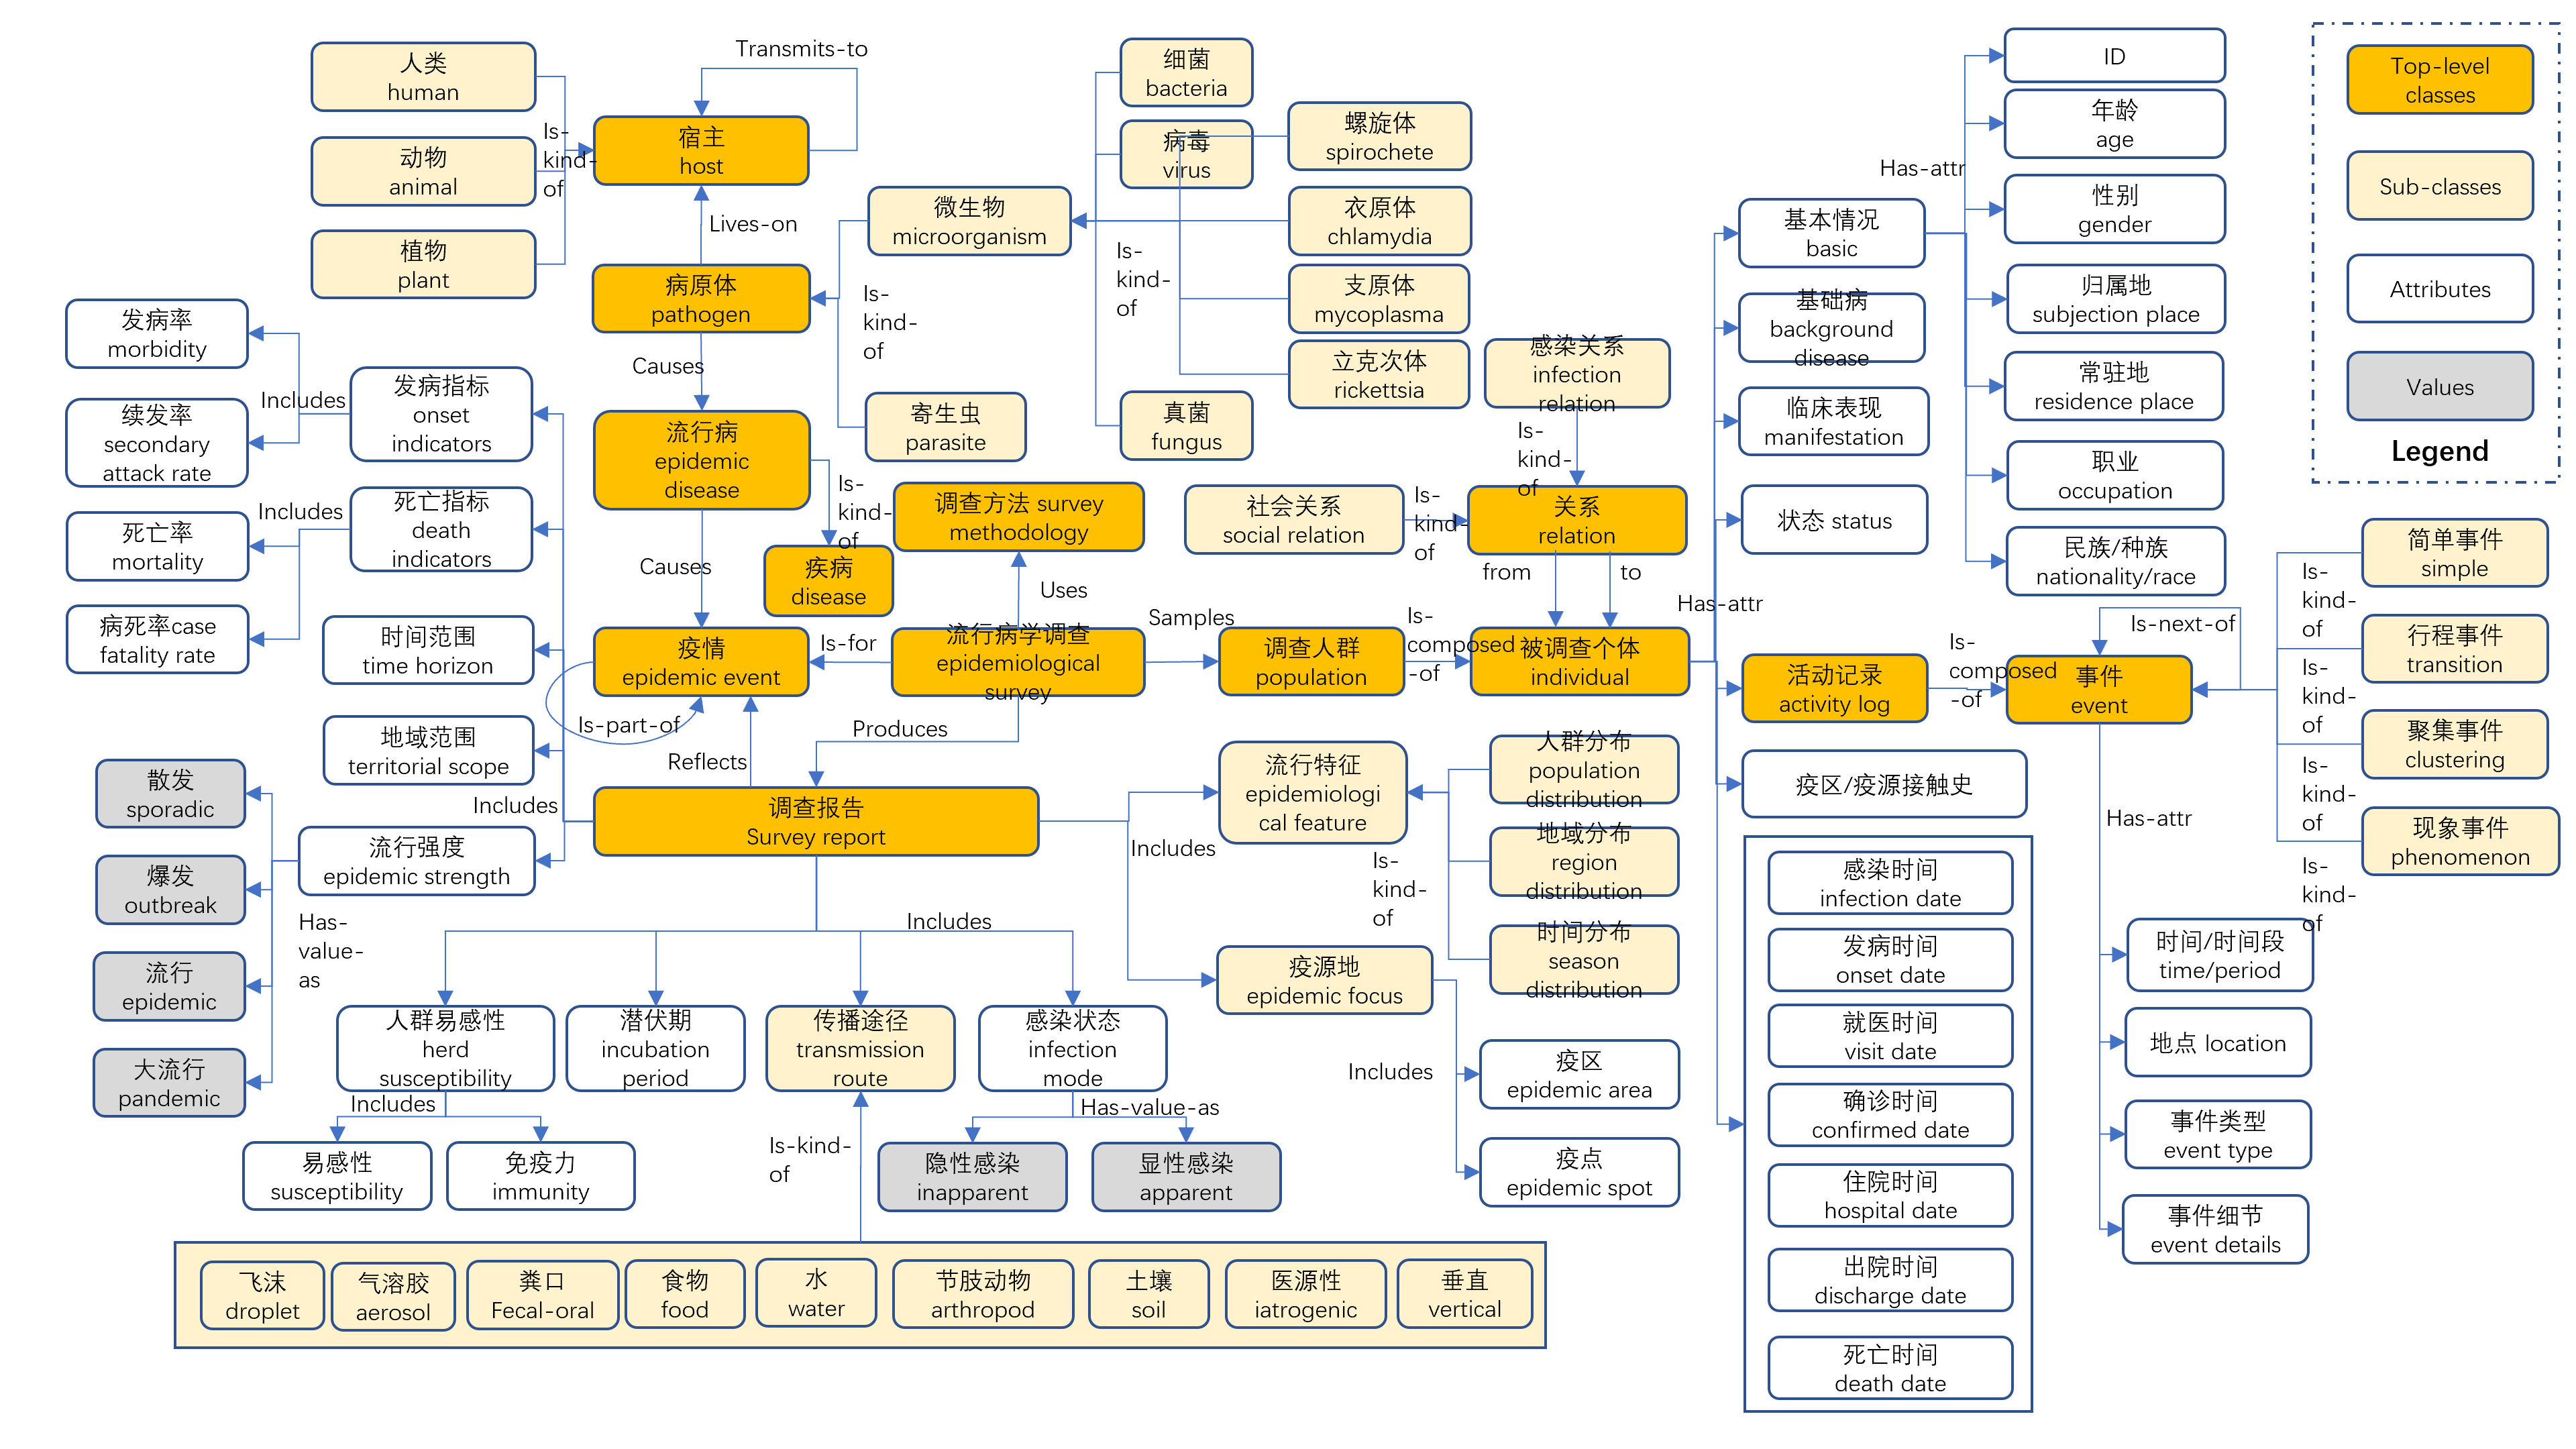 人类
human
动物
animal
植物
plant
Is-
kind-
of
Transmits-to
宿主
host
Lives-on
病原体
pathogen
Causes
流行病
epidemic
disease
Is-
kind-
of
疾病
disease
Causes
疫情
epidemic event
Is-part-of
Reflects
微生物
microorganism
Is-
kind-
of
寄生虫
parasite
细菌
bacteria
病毒
virus
真菌
fungus
Is-
kind-
of
螺旋体
spirochete
衣原体
chlamydia
支原体
mycoplasma
立克次体
rickettsia
发病率
morbidity
续发率
secondary
attack rate
Includes
发病指标
onset
indicators
死亡率
mortality
病死率case
fatality rate
Includes
死亡指标
death
indicators
时间范围
time horizon
地域范围
territorial scope
Includes
流行强度
epidemic strength
散发
sporadic
爆发
outbreak
流行
epidemic
大流行
pandemic
Has-
value-
as
调查方法 survey
methodology
Uses
Is-for
流行病学调查
epidemiological
survey
Samples
Produces
调查报告
Survey report
调查人群
population
Is-
composed
-of
被调查个体
individual
感染关系
infection
relation
Is-
kind-
of
社会关系
social relation
Is-
kind-
of
关系
relation
from
to
Has-attr
基本情况
basic
基础病
background
disease
临床表现
manifestation
状态 status
活动记录
activity log
疫区/疫源接触史
感染时间
infection date
发病时间
onset date
就医时间
visit date
确诊时间
confirmed date
住院时间
hospital date
出院时间
discharge date
死亡时间
death date
Has-attr
ID
年龄
age
性别
gender
归属地
subjection place
常驻地
residence place
职业
occupation
民族/种族
nationality/race
Is-
composed
-of
事件
event
Is-next-of
Is-
kind-
of
Is-
kind-
of
Is-
kind-
of
Is-
kind-
of
简单事件
simple
行程事件
transition
聚集事件
clustering
现象事件
phenomenon
Has-attr
时间/时间段
time/period
地点 location
事件类型
event type
事件细节
event details
Includes
流行特征
epidemiologi
cal feature
Is-
kind-
of
人群分布
population
distribution
地域分布
region
distribution
时间分布
season
distribution
疫源地
epidemic focus
Includes
疫区
epidemic area
疫点
epidemic spot
Includes
人群易感性
herd
susceptibility
潜伏期
incubation
period
传播途径
transmission
route
感染状态
infection
mode
Includes
易感性
susceptibility
免疫力
immunity
Is-kind-
of
Has-value-as
隐性感染
inapparent
显性感染
apparent
飞沫
droplet
气溶胶
aerosol
粪口
Fecal-oral
食物
food
水
water
节肢动物
arthropod
土壤
soil
医源性
iatrogenic
垂直
vertical
Top-level
classes
Sub-classes
Attributes
Values
Legend